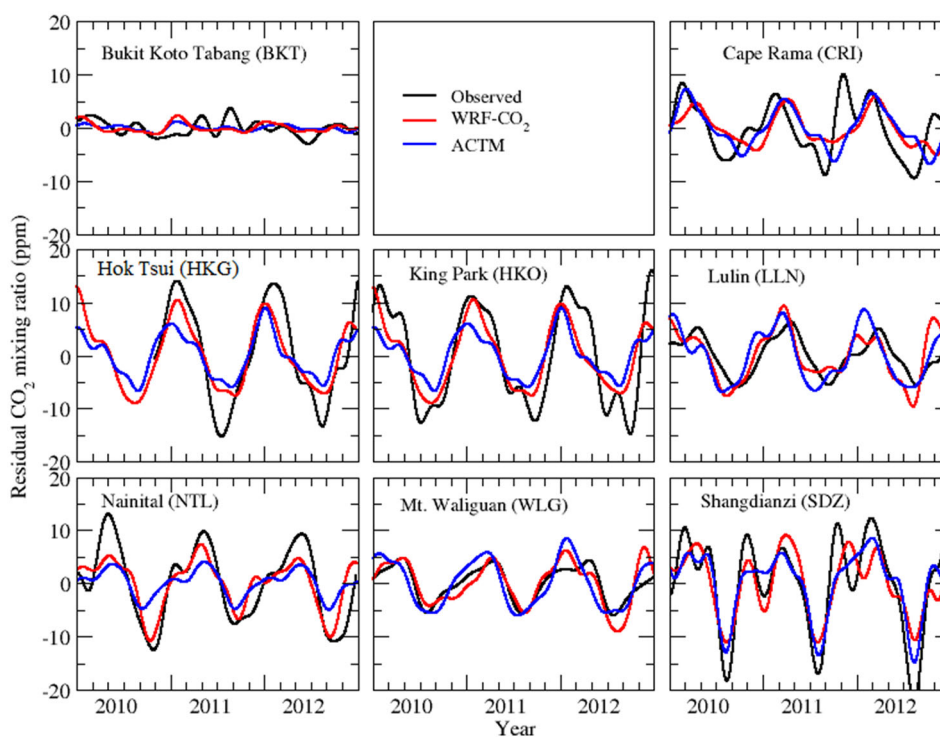 20
10
0
-10
-20
Bukit Koto Tabang (BKT)
Observed
WRF-CO2
ACTM
Cape Rama (CRI)
Residual CO2 mixing ratio (ppm)
20
10
0
-10
-20
Hok Tsui (HKG)
King Park (HKO)
Lulin (LLN)
20
10
0
-10
-20
Nainital (NTL)
Mt. Waliguan (WLG)
Shangdianzi (SDZ)
2010 2011 2012
2010 2011 2012
2010 2011 2012
Year